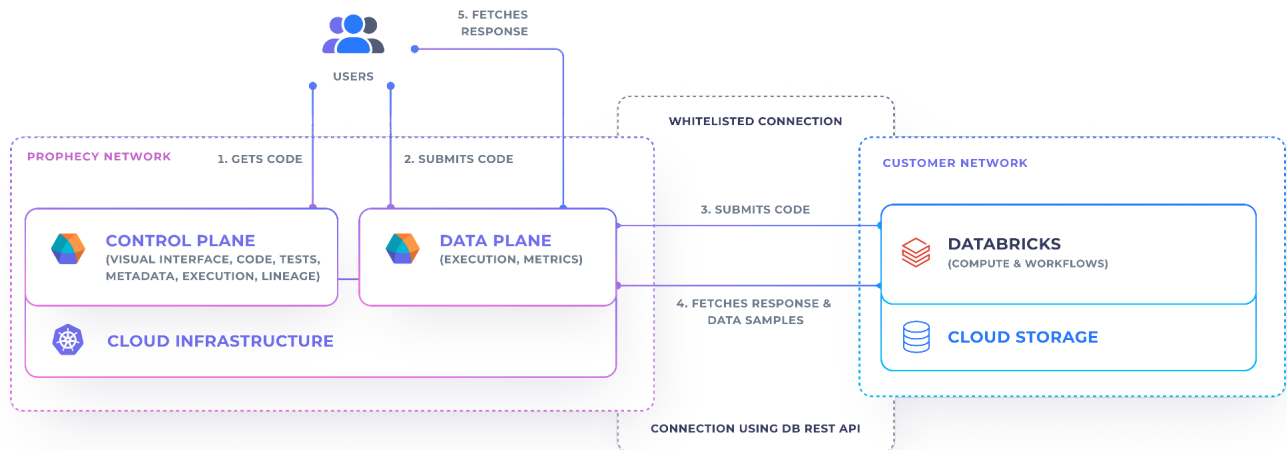 5. FETCHES
RESPONSE
USERS
WHITELISTED CONNECTION
PROPHECY NETWORK
1. GETS CODE
2. SUBMITS CODE
CUSTOMER NETWORK
3. SUBMITS CODE
CONTROL PLANE
(VISUAL INTERFACE, CODE, TESTS,
METADATA, EXECUTION, LINEAGE)
DATA PLANE
(EXECUTION, METRICS)
DATABRICKS
(COMPUTE & WORKFLOWS)
4. FETCHES RESPONSE &
DATA SAMPLES
CLOUD INFRASTRUCTURE
CLOUD STORAGE
CONNECTION USING DB REST API